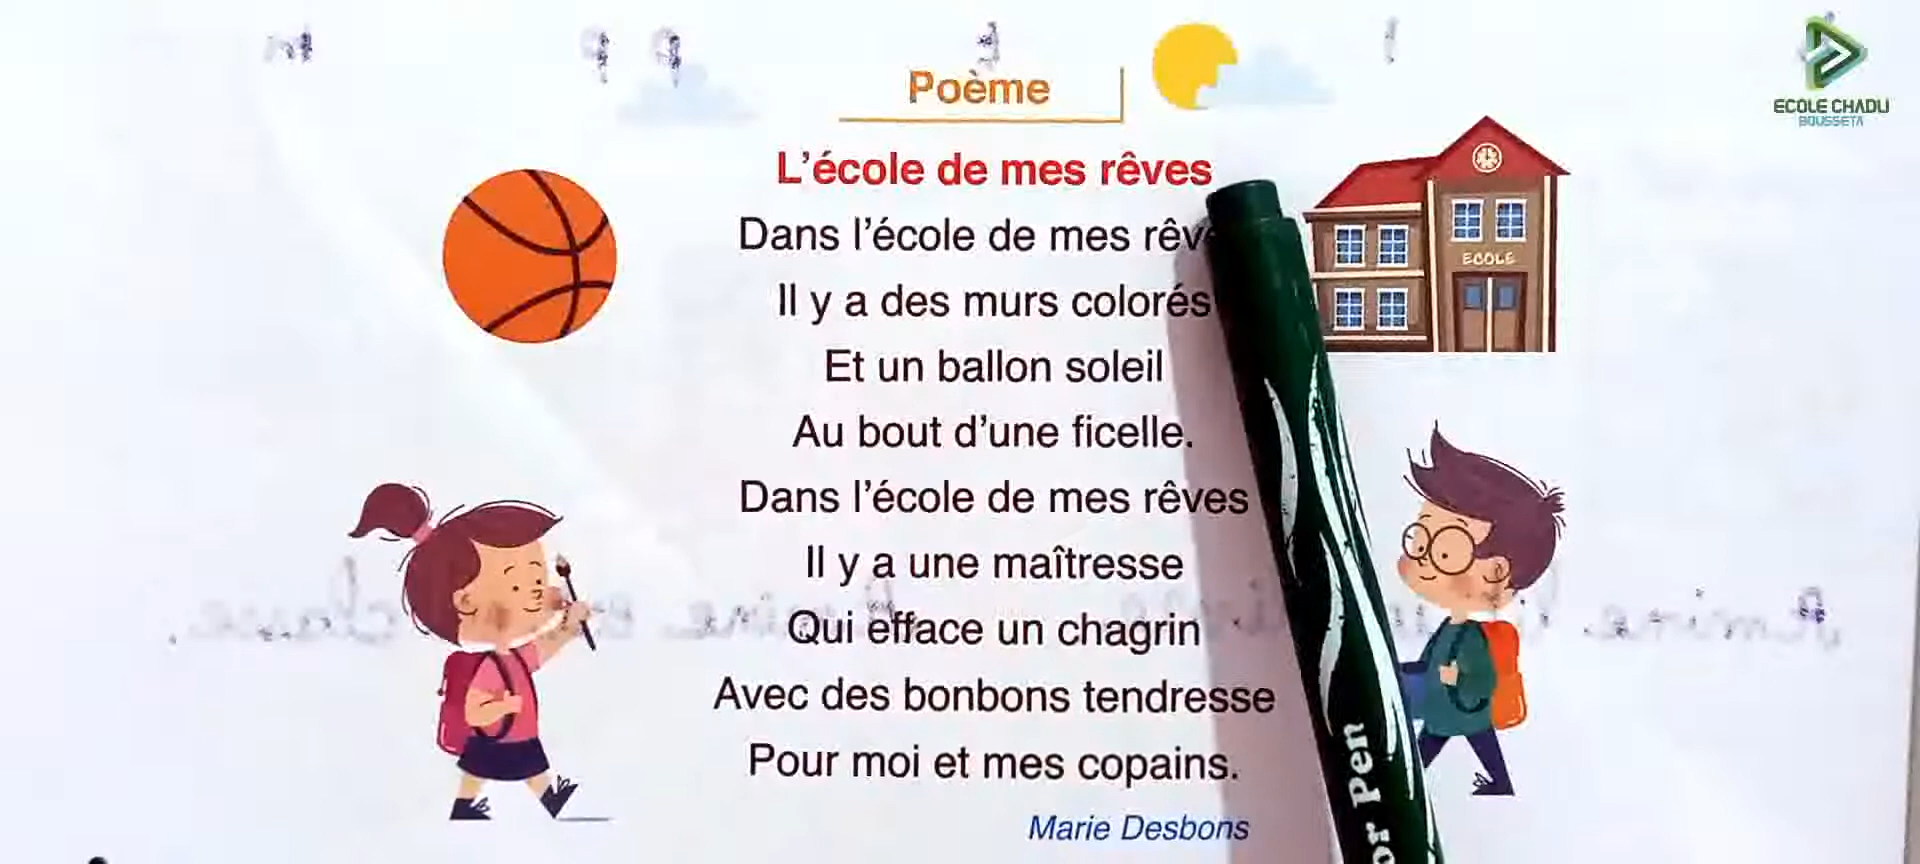 ECOLE CHADLI
BOUSSETA
Poème
L'école de mes rêves
Dans l'école de mes rêv
Il y a des murs colorés
Et un ballon soleil
Au bout d'une ficelle.
Dans l'école de mes rêves
Il y a une maîtresse
Qui efface un chagrin
Avec des bonbons tendresse
Pour moi et mes copains.
Marie Desbons
ECOLE
or Pen